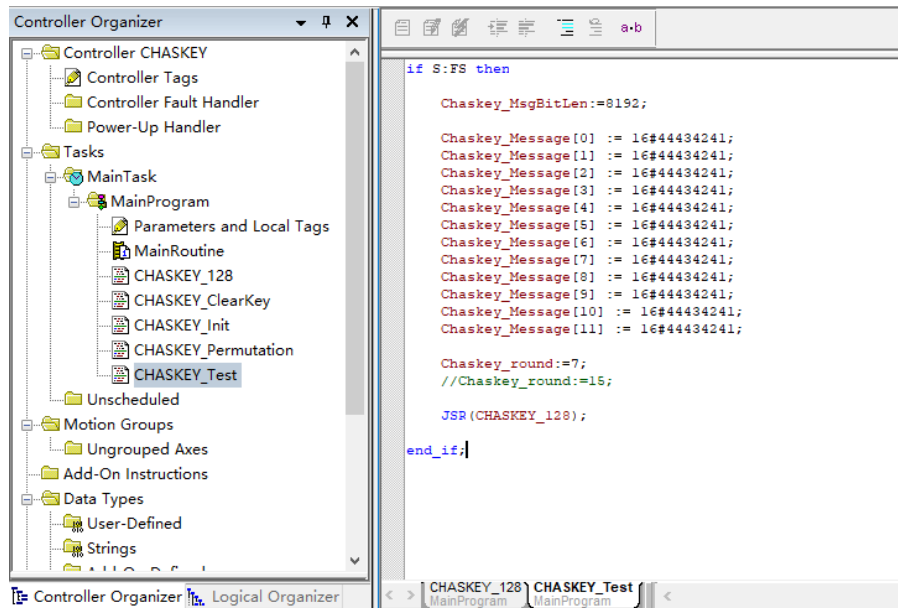 Controller Organizer
Controller CHASKEY
Controller Tags
Controller Fault Handler
Power-Up Handler
Tasks
MainTask
MainProgram
Parameters and Local Tags
MainRoutine
CHASKEY_128
CHASKEY_ClearKey
CHASKEY_Init
CHASKEY_Permutation
CHASKEY_Test
Unscheduled
Motion Groups
Ungrouped Axes
Add-On Instructions
Data Types
User-Defined
Strings
Controller Organizer Logical Organizer
a·b
if S:FS then
Chaskey_MsgBitLen:=8192;
Chaskey_Message[0] := 16#44434241;
Chaskey_Message[1] := 16#44434241;
Chaskey_Message[2] := 16#44434241;
Chaskey_Message[3] := 16#44434241;
Chaskey_Message[4] := 16#44434241;
Chaskey_Message[5] := 16#44434241;
Chaskey_Message[6] := 16#44434241;
Chaskey_Message[7] := 16#44434241;
Chaskey_Message[8] := 16#44434241;
Chaskey_Message[9] := 16#44434241;
Chaskey_Message[10] := 16#44434241;
Chaskey_Message[11] := 16#44434241;
Chaskey_round:=7;
//Chaskey_round:=15;
JSR(CHASKEY_128);
end_if;
CHASKEY_128 CHASKEY_Test
MainProgram MainProgram